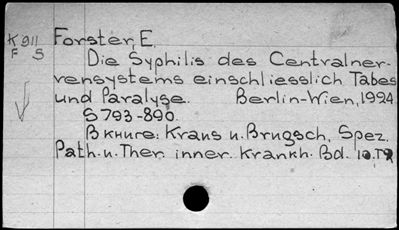 K 911
F S
Forster, E.
Die Syphilis des Centralner-
vensystems einschliesslich Tabes
und Paralyse. Berlin-Wien, 1924
S 793-890.
В книге: Kraus u. Brugsch, Spez.
Path. u. Ther. inner. Krankh. Bd. 10.